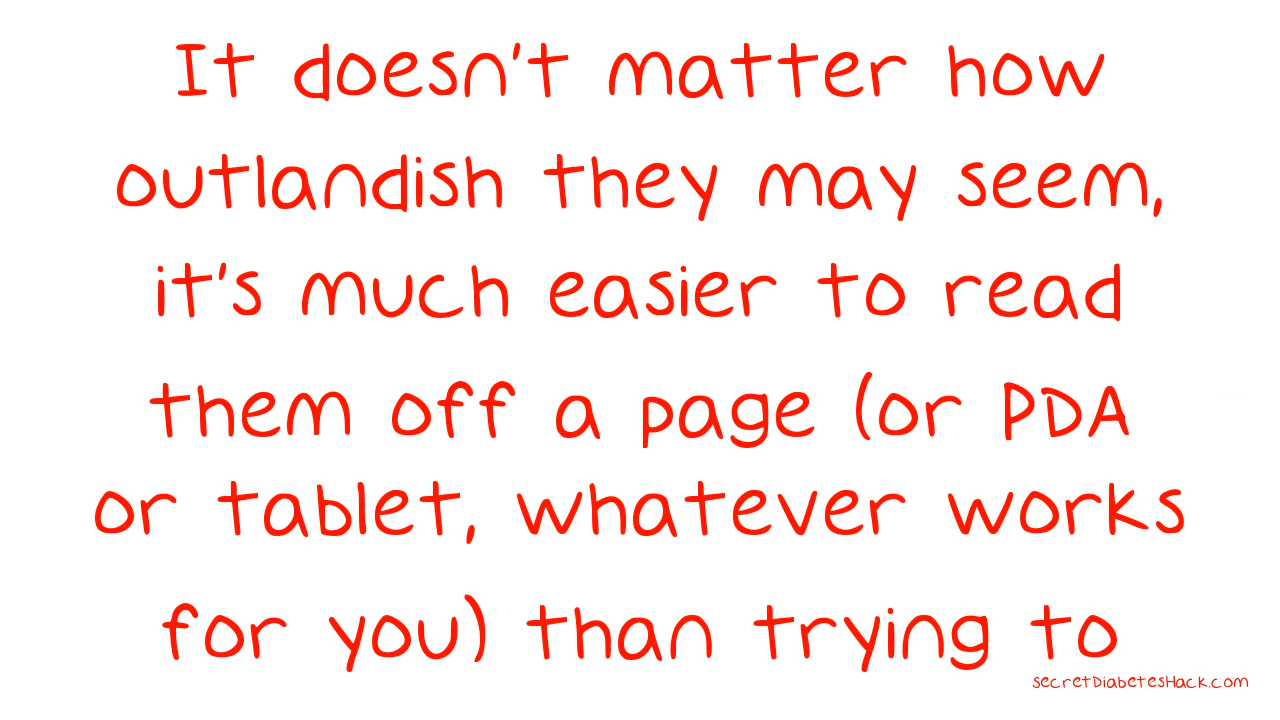 It doesn't matter how
outlandish they may seem,
it's much easier to read
them off a page (or PDA
or tablet, whatever works
for you) than trying to
secretDiabetesHack.com